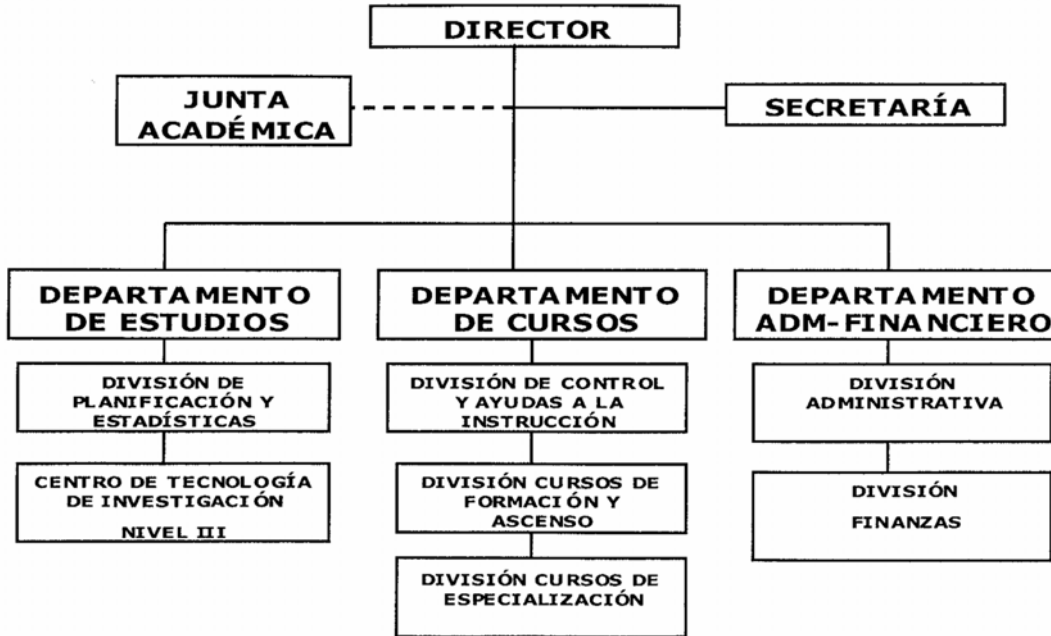 DIRECTOR
JUNTA
ACADÉMICA
SECRETARÍA
DEPARTAMENTO
DE ESTUDIOS
DEPARTAMENTO
DE CURSOS
DEPARTAMENTO
ADM-FINANCIERO
DIVISIÓN DE
PLANIFICACIÓN Y
ESTADÍSTICAS
CENTRO DE TECNOLOGÍA
DE INVESTIGACIÓN
NIVEL III
DIVISIÓN DE CONTROL
Y AYUDAS A LA
INSTRUCCIÓN
DIVISIÓN CURSOS DE
FORMACIÓN Y
ASCENSO
DIVISIÓN CURSOS DE
ESPECIALIZACIÓN
DIVISIÓN
ADMINISTRATIVA
DIVISIÓN
FINANZAS